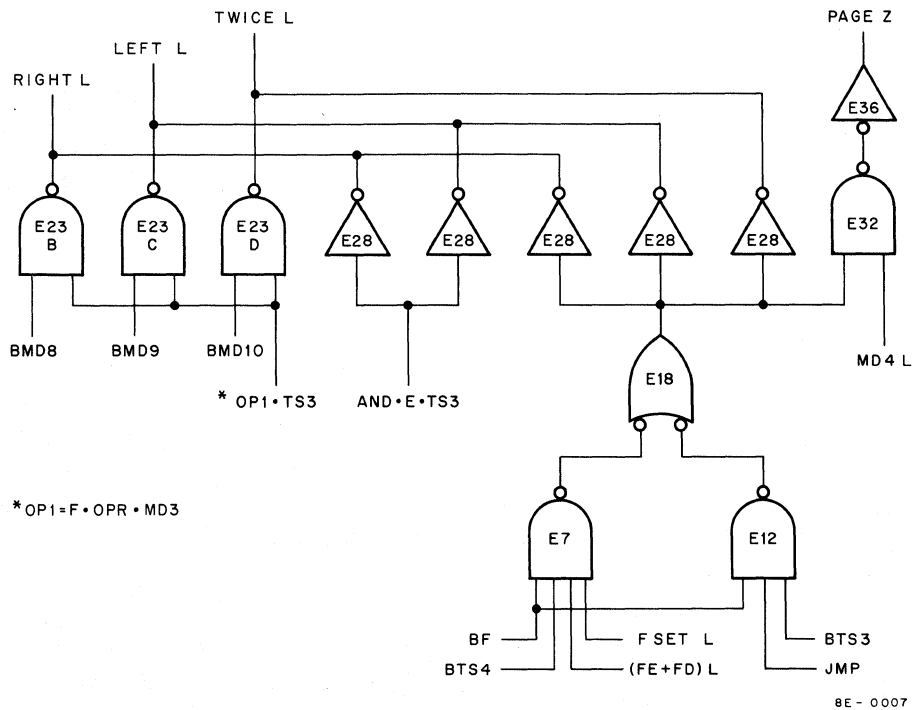 TWICE L
PAGE Z
LEFT L
RIGHT L
E36
E23 B
E23 C
E23 D
E28
E28
E28
E28
E28
E32
BMD8
BMD9
BMD10
MD4 L
* OP1•TS3
AND•E•TS3
E18
*OP1=F•OPR•MD3
E7
E12
BF
F SET L
BTS3
BTS4
(FE+FD) L
JMP
8E-0007